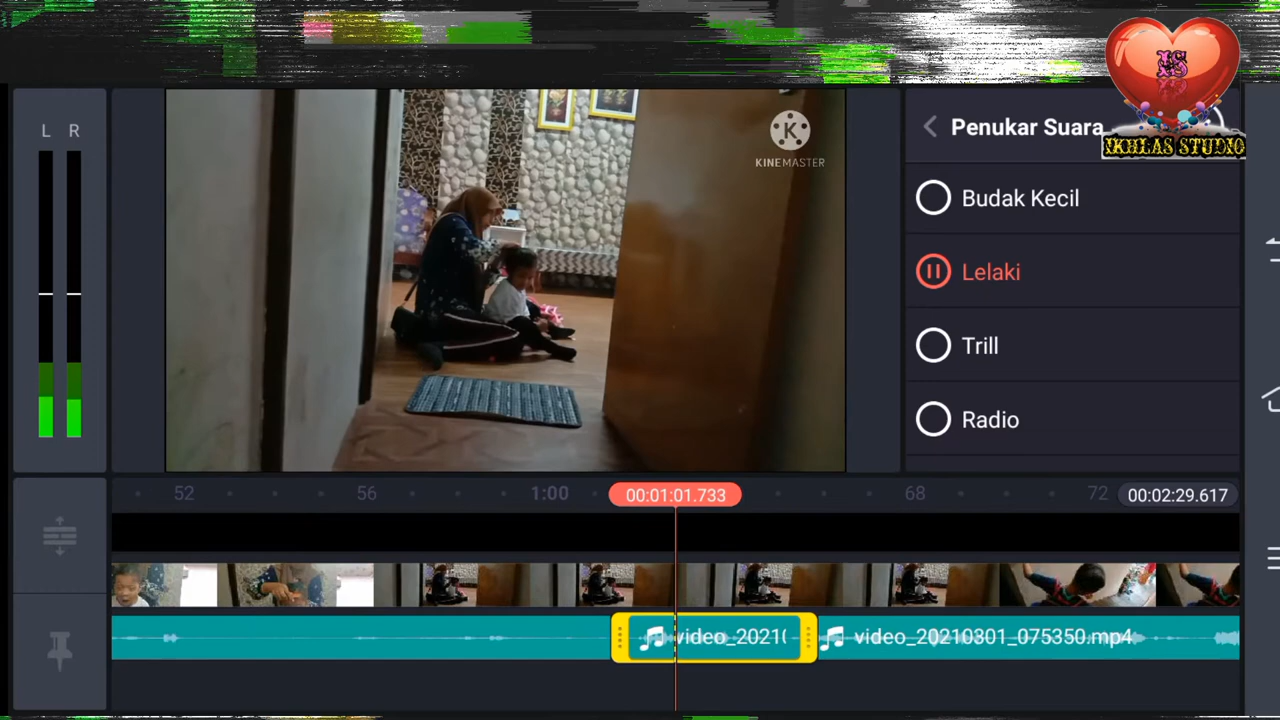 L R
KINEMASTER
Penukar Suara
IKHLAS STUDIO
Budak Kecil
Lelaki
Trill
Radio
52 56 1:00 00:01:01.733 68 72 00:02:29.617
video_2021( video_20210301_075350.mp4